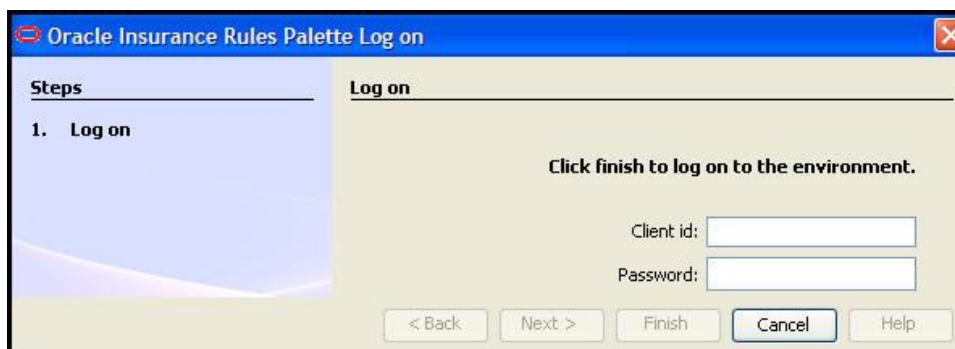 Oracle Insurance Rules Palette Log on
Steps
1. Log on
Log on
Click finish to log on to the environment.
Client id:
Password:
< Back Next > Finish Cancel Help